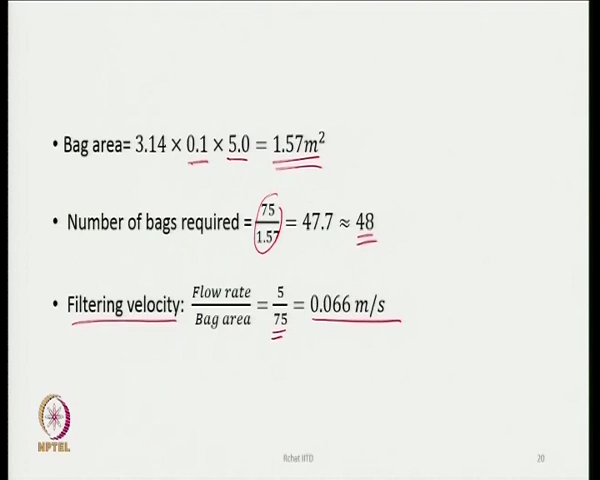 • Bag area= 3.14 × 0.1 × 5.0 = 1.57m²
• Number of bags required = 75/1.57 = 47.7 ≈ 48
• Filtering velocity: Flow rate/Bag area = 5/75 = 0.066 m/s
NPTEL
Rchat IITD
20